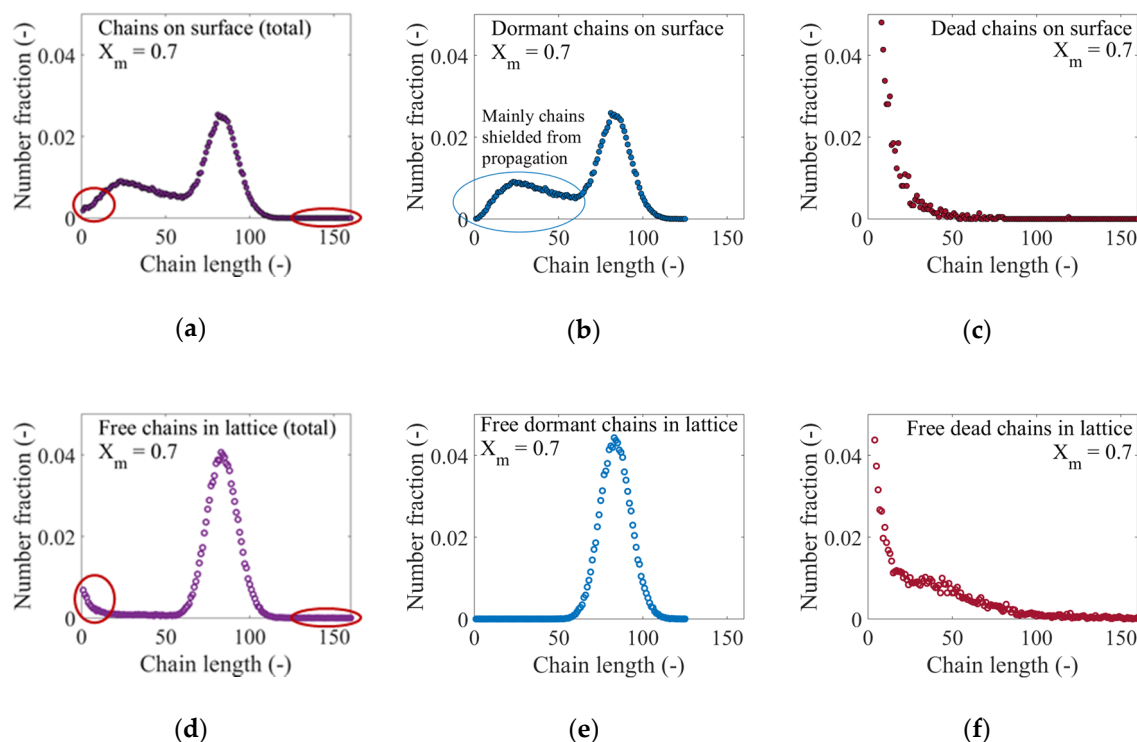 Chains on surface (total)
X_m = 0.7
Number fraction (-)
0.04
0.02
0
0 50 100 150
Chain length (-)
(a)
Dormant chains on surface
X_m = 0.7
Mainly chains
shielded from
propagation
Number fraction (-)
0.04
0.02
0
0 50 100 150
Chain length (-)
(b)
Dead chains on surface
X_m = 0.7
Number fraction (-)
0.04
0.02
0
0 50 100 150
Chain length (-)
(c)
Free chains in lattice (total)
X_m = 0.7
Number fraction (-)
0.04
0.02
0
0 50 100 150
Chain length (-)
(d)
Free dormant chains in lattice
X_m = 0.7
Number fraction (-)
0.04
0.02
0
0 50 100 150
Chain length (-)
(e)
Free dead chains in lattice
X_m = 0.7
Number fraction (-)
0.04
0.02
0
0 50 100 150
Chain length (-)
(f)